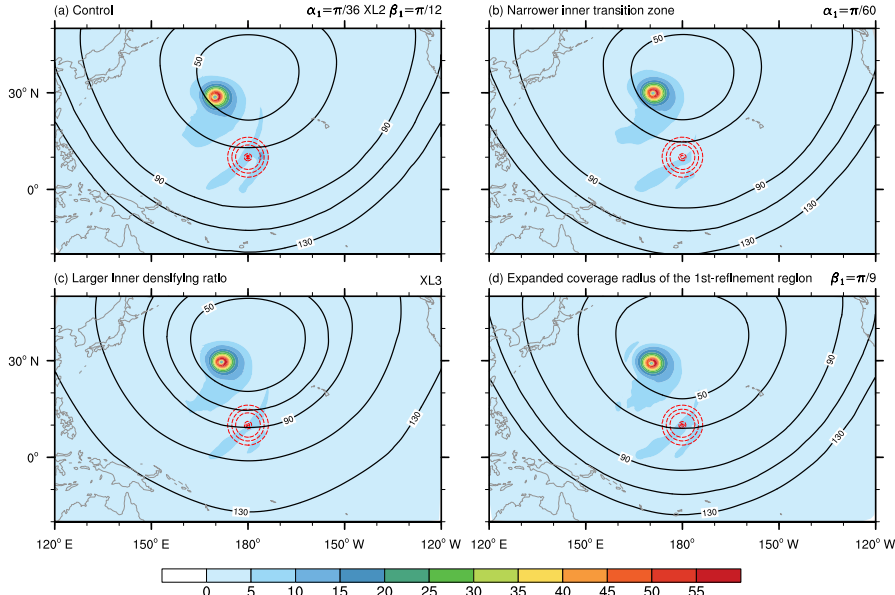 (a) Control α₁=π/36 XL2 β₁=π/12
(b) Narrower inner transition zone α₁=π/60
50
50
30° N
90
90
0°
90
90
130
130
(c) Larger inner densifying ratio XL3
(d) Expanded coverage radius of the 1st-refinement region β₁=π/9
50
30° N
50
90
90
130
0°
90
130
130
120° E 150° E 180° 150° W 120° W
120° E 150° E 180° 150° W 120° W
0 5 10 15 20 25 30 35 40 45 50 55